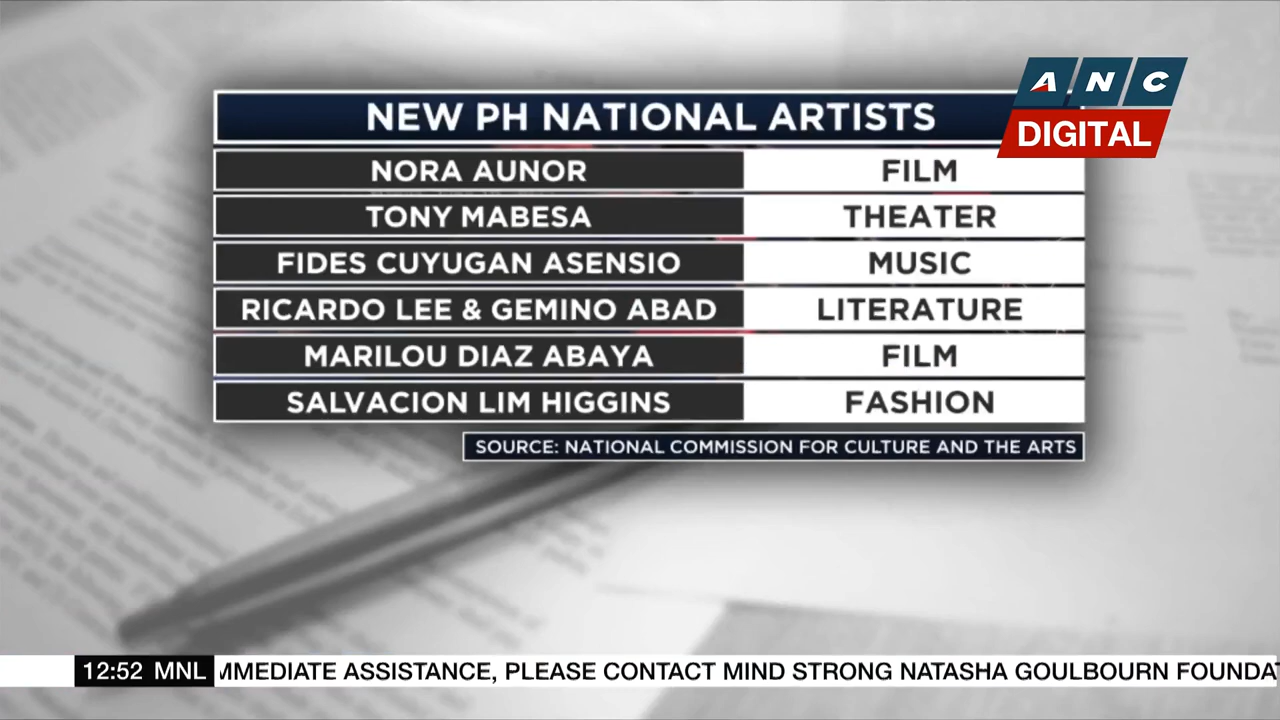 ANC
DIGITAL
NEW PH NATIONAL ARTISTS
NORA AUNOR FILM
TONY MABESA THEATER
FIDES CUYUGAN ASENSIO MUSIC
RICARDO LEE & GEMINO ABAD LITERATURE
MARILOU DIAZ ABAYA FILM
SALVACION LIM HIGGINS FASHION
SOURCE: NATIONAL COMMISSION FOR CULTURE AND THE ARTS
12:52 MNL MMEDIATE ASSISTANCE, PLEASE CONTACT MIND STRONG NATASHA GOULBOURN FOUNDAT